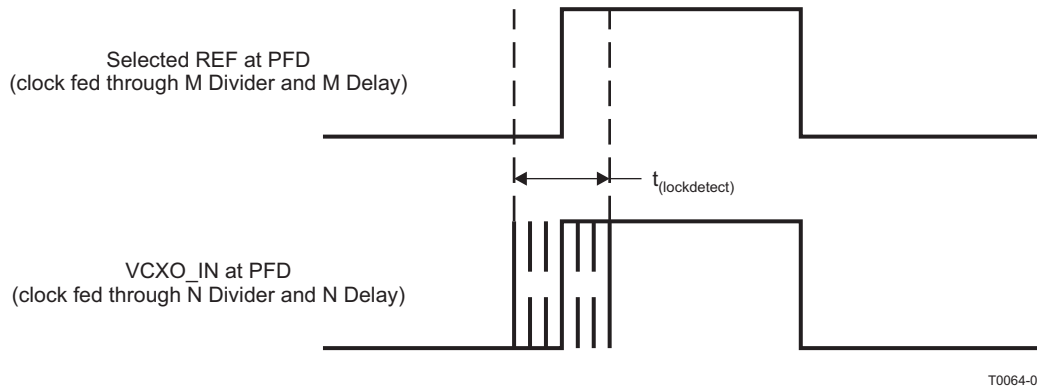 Selected REF at PFD
(clock fed through M Divider and M Delay)
t(lockdetect)
VCXO_IN at PFD
(clock fed through N Divider and N Delay)
T0064-0